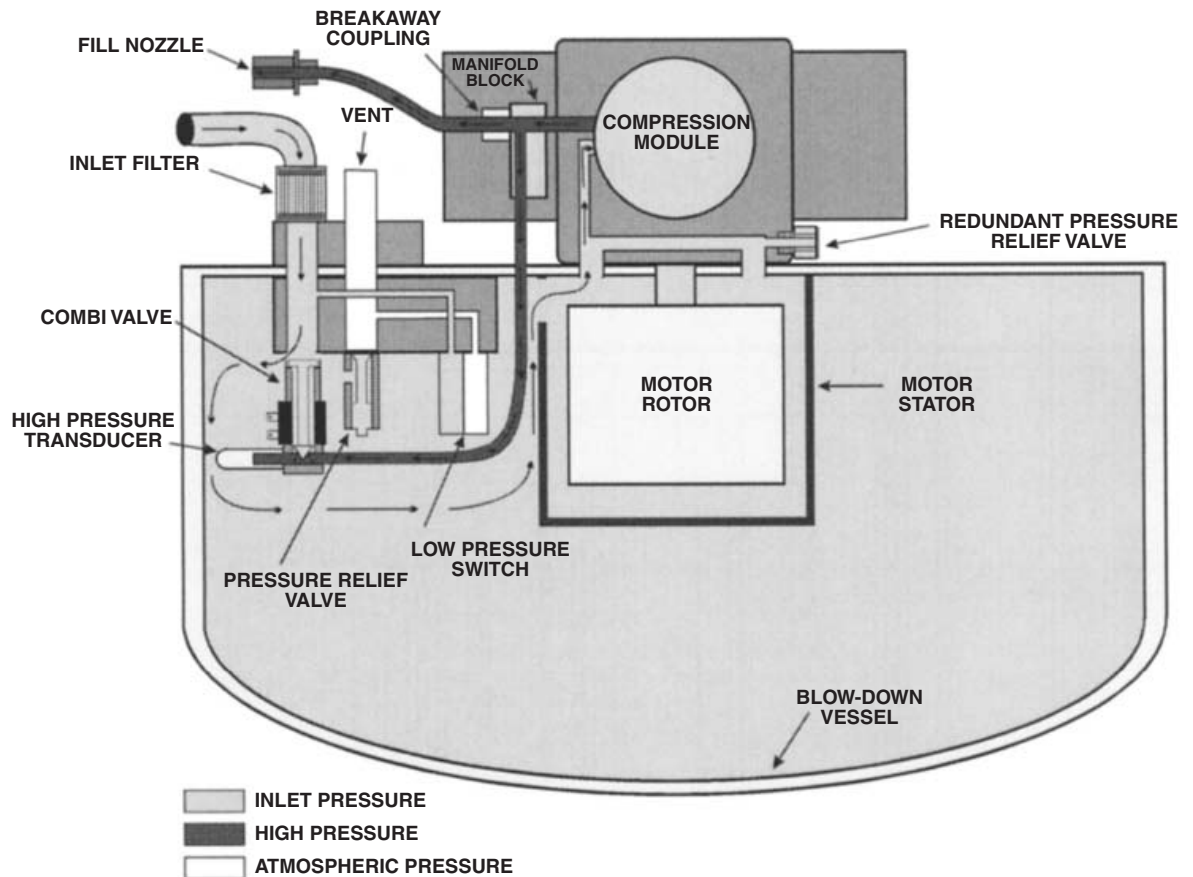 BREAKAWAY
COUPLING
FILL NOZZLE
MANIFOLD
BLOCK
VENT
COMPRESSION
MODULE
INLET FILTER
REDUNDANT PRESSURE
RELIEF VALVE
COMBI VALVE
MOTOR
ROTOR
MOTOR
STATOR
HIGH PRESSURE
TRANSDUCER
LOW PRESSURE
SWITCH
PRESSURE RELIEF
VALVE
BLOW-DOWN
VESSEL
INLET PRESSURE
HIGH PRESSURE
ATMOSPHERIC PRESSURE